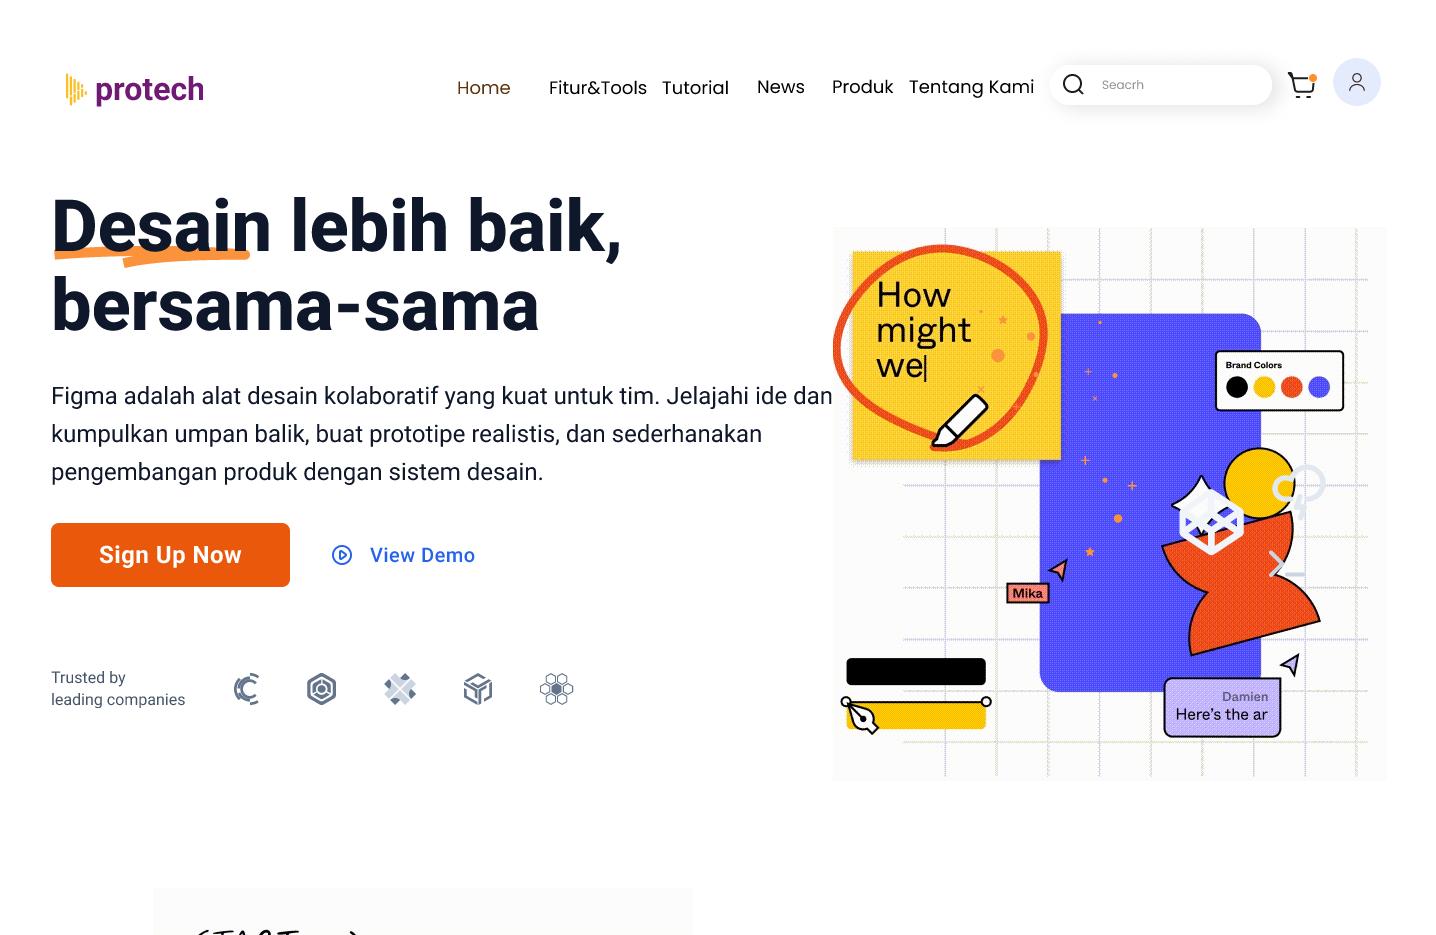 protech
Home Fitur&Tools Tutorial News Produk Tentang Kami Seacrh
Desain lebih baik,
bersama-sama
Figma adalah alat desain kolaboratif yang kuat untuk tim. Jelajahi ide dan
kumpulkan umpan balik, buat prototipe realistis, dan sederhanakan
pengembangan produk dengan sistem desain.
Sign Up Now
View Demo
Trusted by
leading companies
How
might
we
Brand Colors
Mika
Damien
Here's the ar